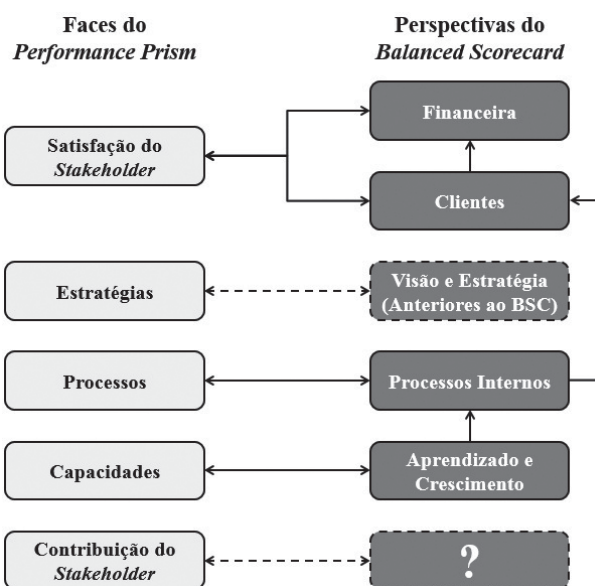 Faces do
Performance Prism
Perspectivas do
Balanced Scorecard
Satisfação do
Stakeholder
Financeira
Clientes
Estratégias
Visão e Estratégia
(Anteriores ao BSC)
Processos
Processos Internos
Capacidades
Aprendizado e
Crescimento
Contribuição do
Stakeholder
?